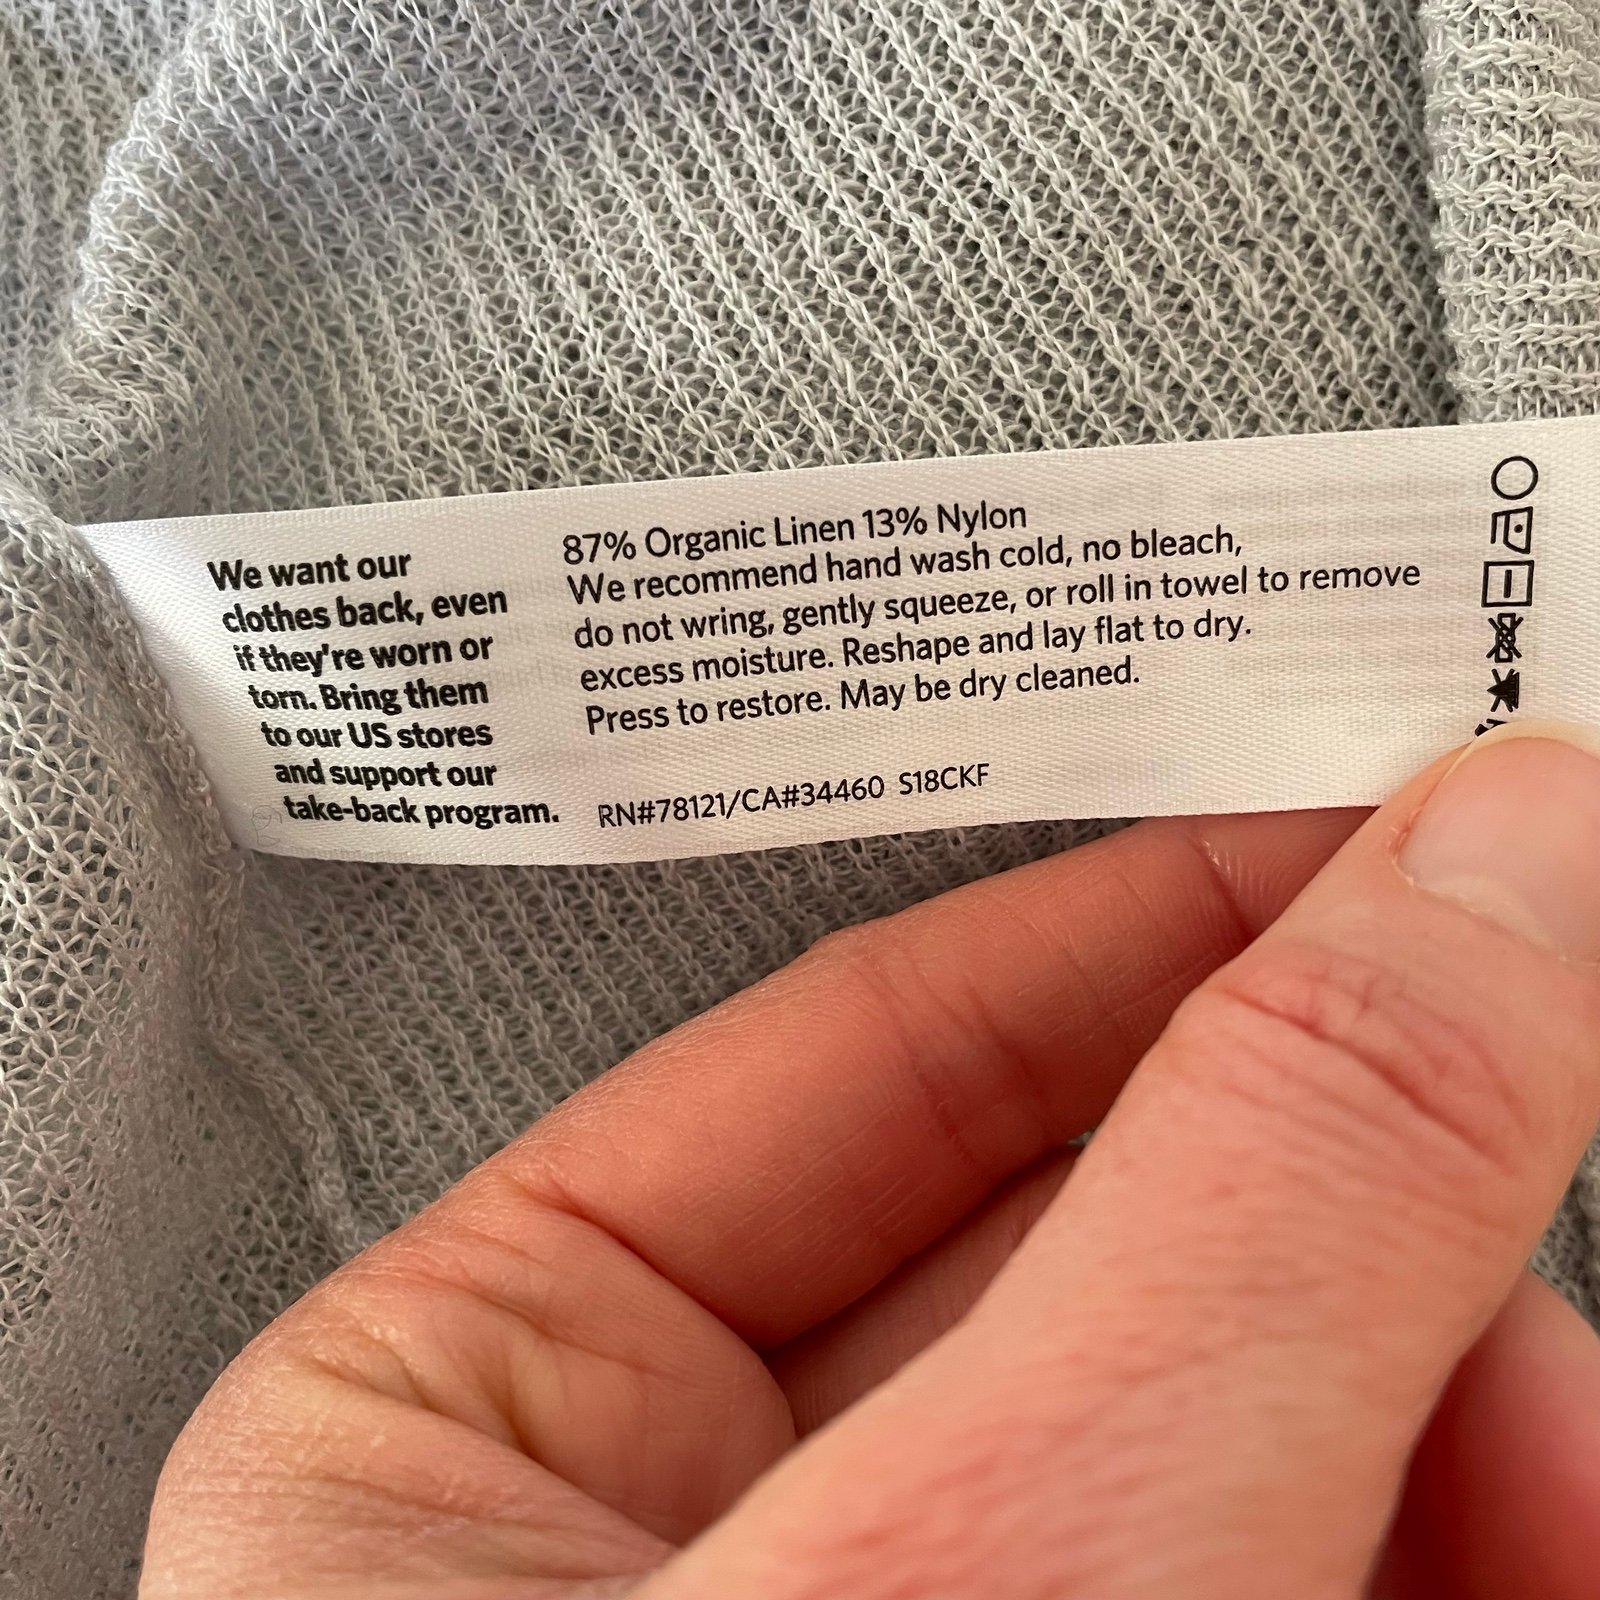 We want our
clothes back, even
if they're worn or
torn. Bring them
to our US stores
and support our
take-back program.
87% Organic Linen 13% Nylon
We recommend hand wash cold, no bleach,
do not wring, gently squeeze, or roll in towel to remove
excess moisture. Reshape and lay flat to dry.
Press to restore. May be dry cleaned.
RN#78121/CA#34460 S18CKF